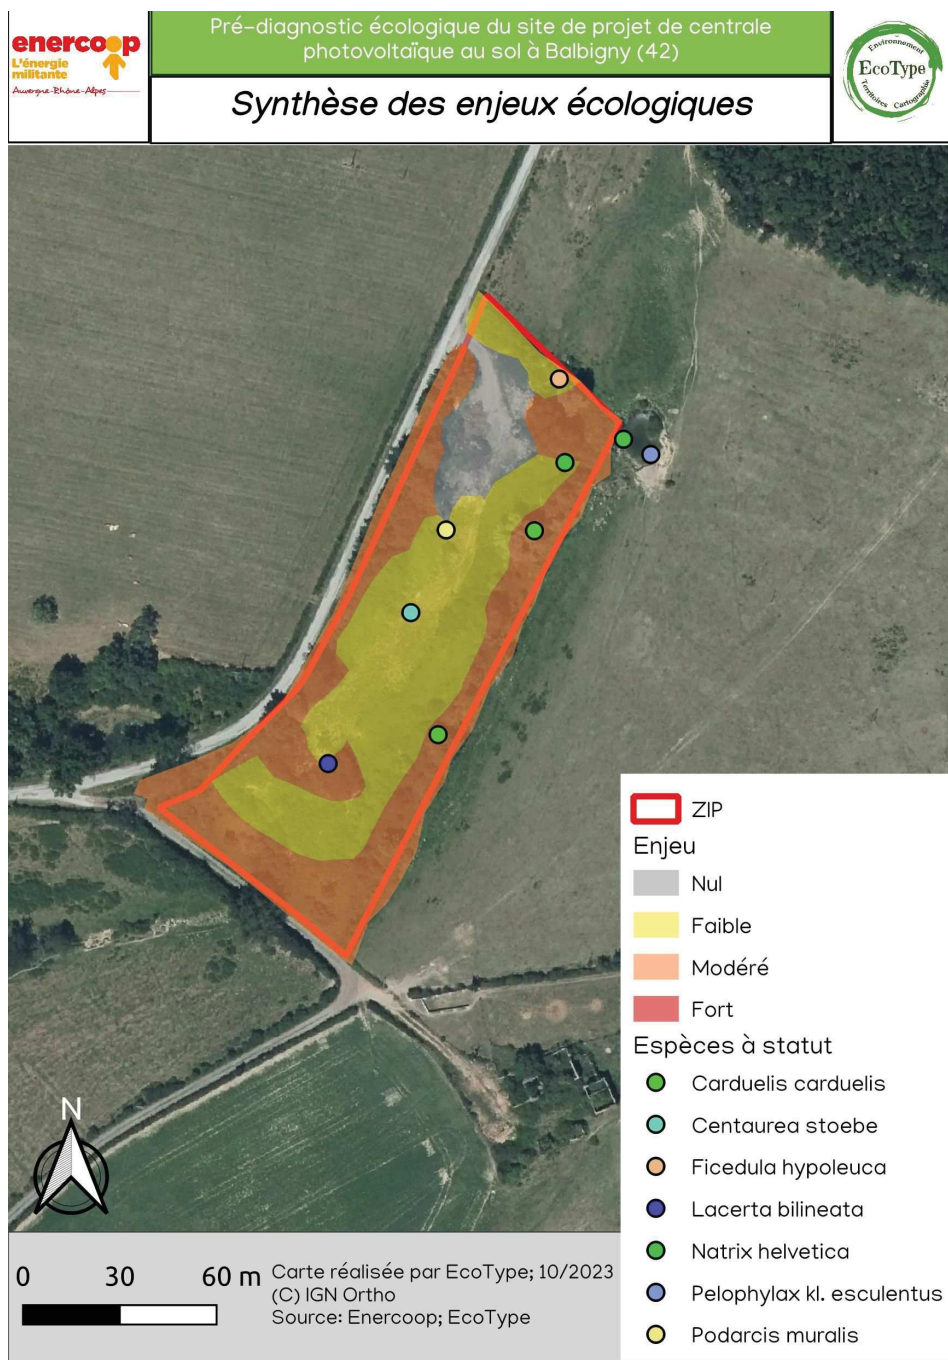 enercoop
L'énergie
militante
Auvergne-Rhône-Alpes
Pré-diagnostic écologique du site de projet de centrale
photovoltaïque au sol à Balbigny (42)
Synthèse des enjeux écologiques
Environnement
EcoType
Territoires Cartographie
ZIP
Enjeu
Nul
Faible
Modéré
Fort
Espèces à statut
Carduelis carduelis
Centaurea stoebe
Ficedula hypoleuca
Lacerta bilineata
Natrix helvetica
Pelophylax kl. esculentus
Podarcis muralis
N
0 30 60 m
Carte réalisée par EcoType; 10/2023
(C) IGN Ortho
Source: Enercoop; EcoType